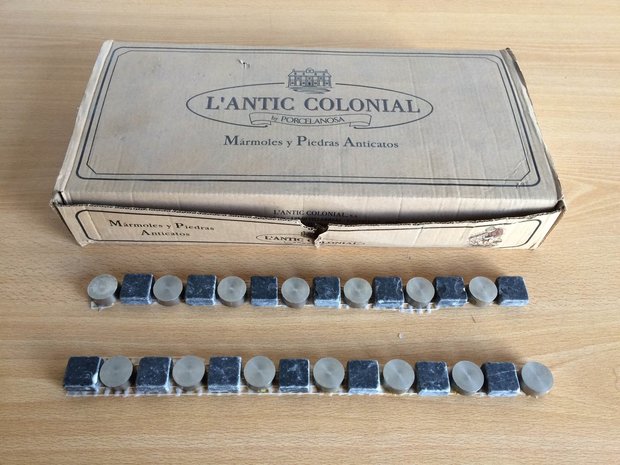 L'ANTIC COLONIAL
by PORCELANOSA
Mármoles y Piedras Anticatos
L'ANTIC COLONIAL
Mármoles y Piedras
Anticatos
L'ANTIC COLONIAL